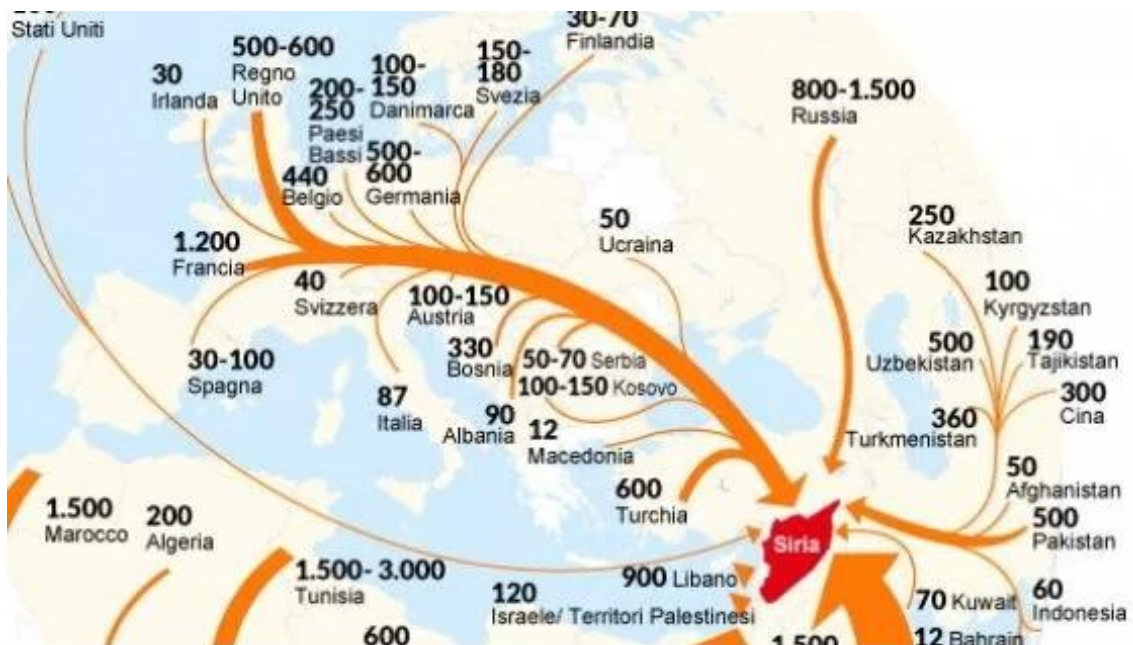 Stati Uniti
30-70
Finlandia
500-600
Regno
Unito
30
Irlanda
200-
250
Paesi
Bassi
100-
150
Danimarca
150-
180
Svezia
800-1.500
Russia
440
Belgio
500-
600
Germania
50
Ucraina
250
Kazakhstan
1.200
Francia
40
Svizzera
100-150
Austria
100
Kyrgyzstan
500
Uzbekistan
190
Tajikistan
30-100
Spagna
330
Bosnia
50-70 Serbia
100-150 Kosovo
87
Italia
90
Albania
12
Macedonia
300
Cina
360
Turkmenistan
50
Afghanistan
600
Turchia
1.500
Marocco
200
Algeria
500
Pakistan
Siria
1.500- 3.000
Tunisia
900 Libano
120
Israele/ Territori Palestinesi
70 Kuwait
60
Indonesia
12 Bahrain
600
1.500